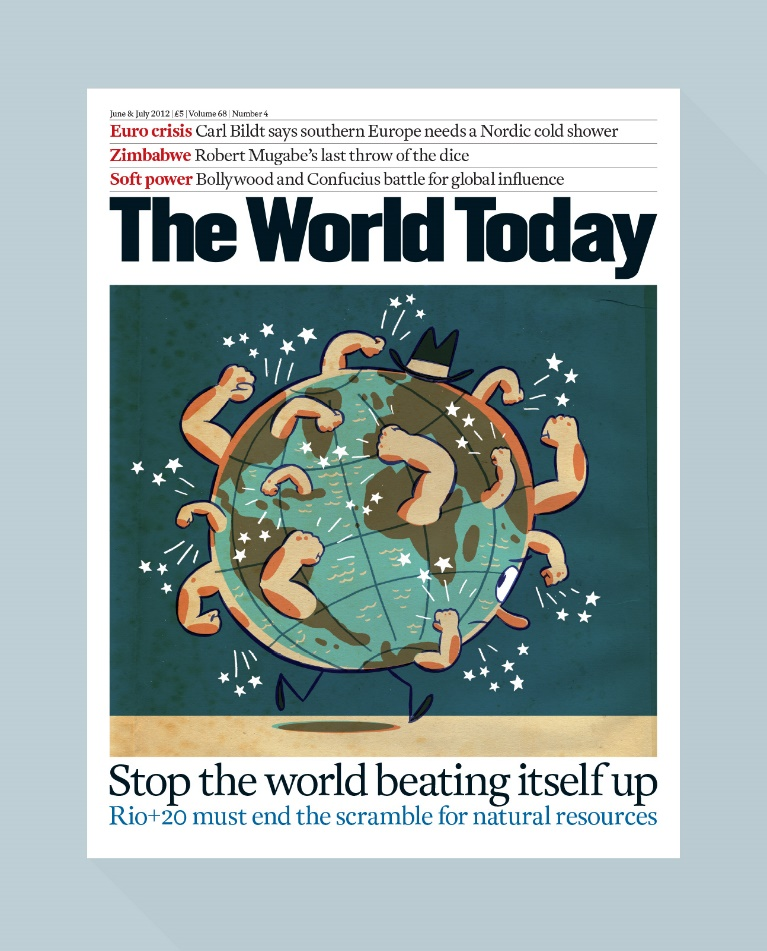 June & July 2012 | £5 | Volume 68 | Number 4
Euro crisis Carl Bildt says southern Europe needs a Nordic cold shower
Zimbabwe Robert Mugabe's last throw of the dice
Soft power Bollywood and Confucius battle for global influence
The World Today
Stop the world beating itself up
Rio+20 must end the scramble for natural resources